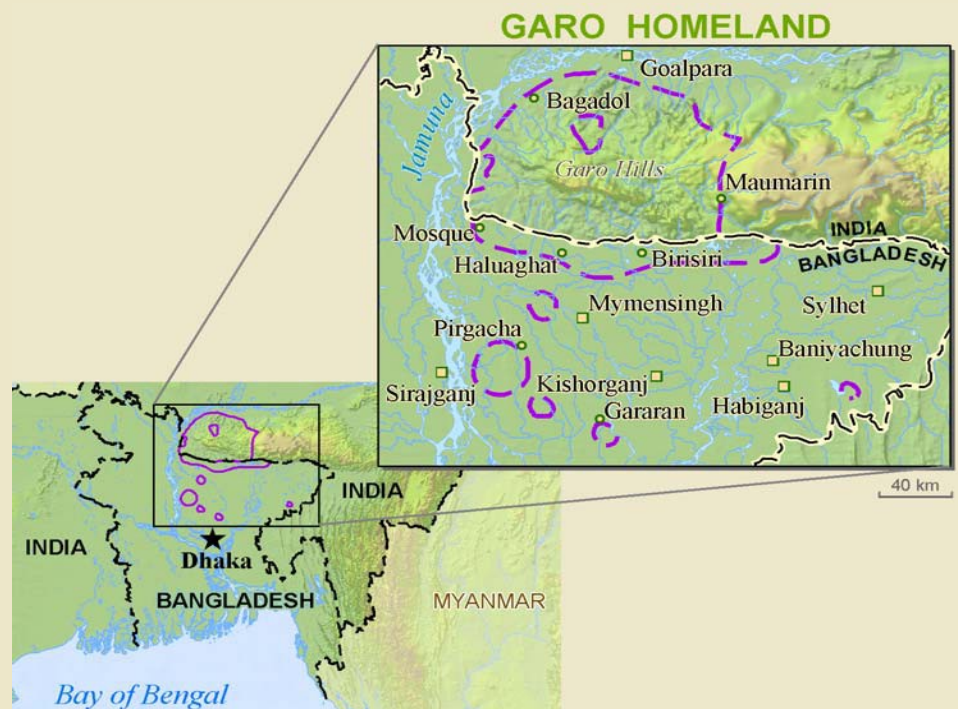 GARO HOMELAND
Goalpara
Bagadol
Jamuna
Garo Hills
Maumarin
Mosque
INDIA
BANGLADESH
Haluaghat
Birisiri
Mymensingh
Sylhet
Pirgacha
Baniyachung
Sirajganj
Kishorganj
Habiganj
Gararan
40 km
INDIA
INDIA
Dhaka
BANGLADESH
MYANMAR
Bay of Bengal